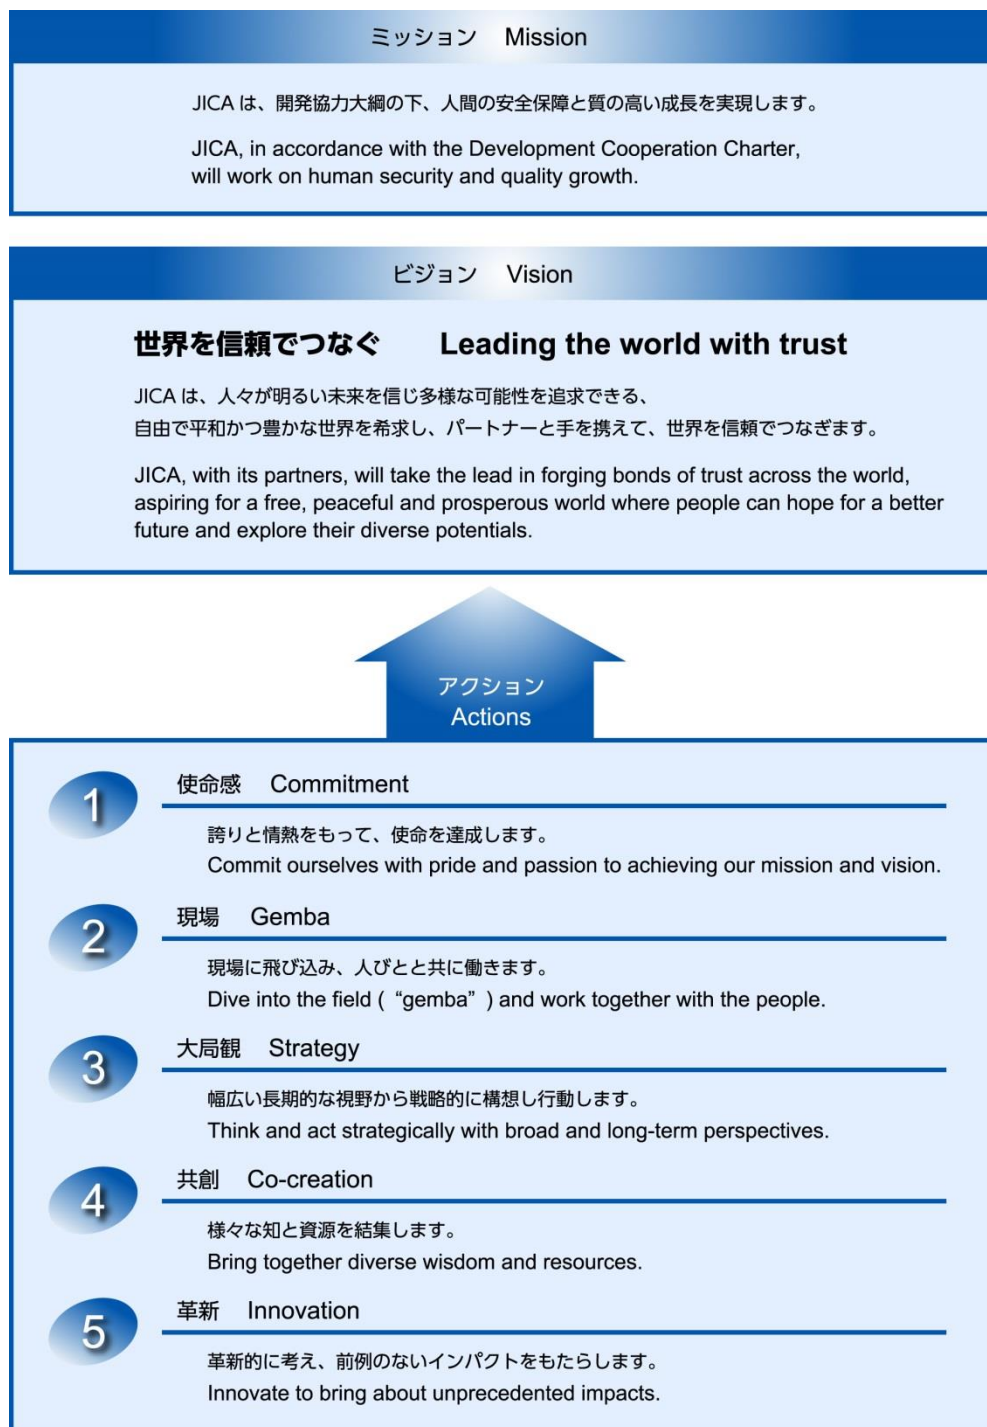 ミッション Mission
JICA は、開発協力大綱の下、人間の安全保障と質の高い成長を実現します。
JICA, in accordance with the Development Cooperation Charter,
will work on human security and quality growth.
ビジョン Vision
世界を信頼でつなぐ Leading the world with trust
JICA は、人々が明るい未来を信じ多様な可能性を追求できる、
自由で平和かつ豊かな世界を希求し、パートナーと手を携えて、世界を信頼でつなぎます。
JICA, with its partners, will take the lead in forging bonds of trust across the world,
aspiring for a free, peaceful and prosperous world where people can hope for a better
future and explore their diverse potentials.
アクション
Actions
1 使命感 Commitment
誇りと情熱をもって、使命を達成します。
Commit ourselves with pride and passion to achieving our mission and vision.
2 現場 Gemba
現場に飛び込み、人びとと共に働きます。
Dive into the field ( “gemba” ) and work together with the people.
3 大局観 Strategy
幅広い長期的な視野から戦略的に構想し行動します。
Think and act strategically with broad and long-term perspectives.
4 共創 Co-creation
様々な知と資源を結集します。
Bring together diverse wisdom and resources.
5 革新 Innovation
革新的に考え、前例のないインパクトをもたらします。
Innovate to bring about unprecedented impacts.